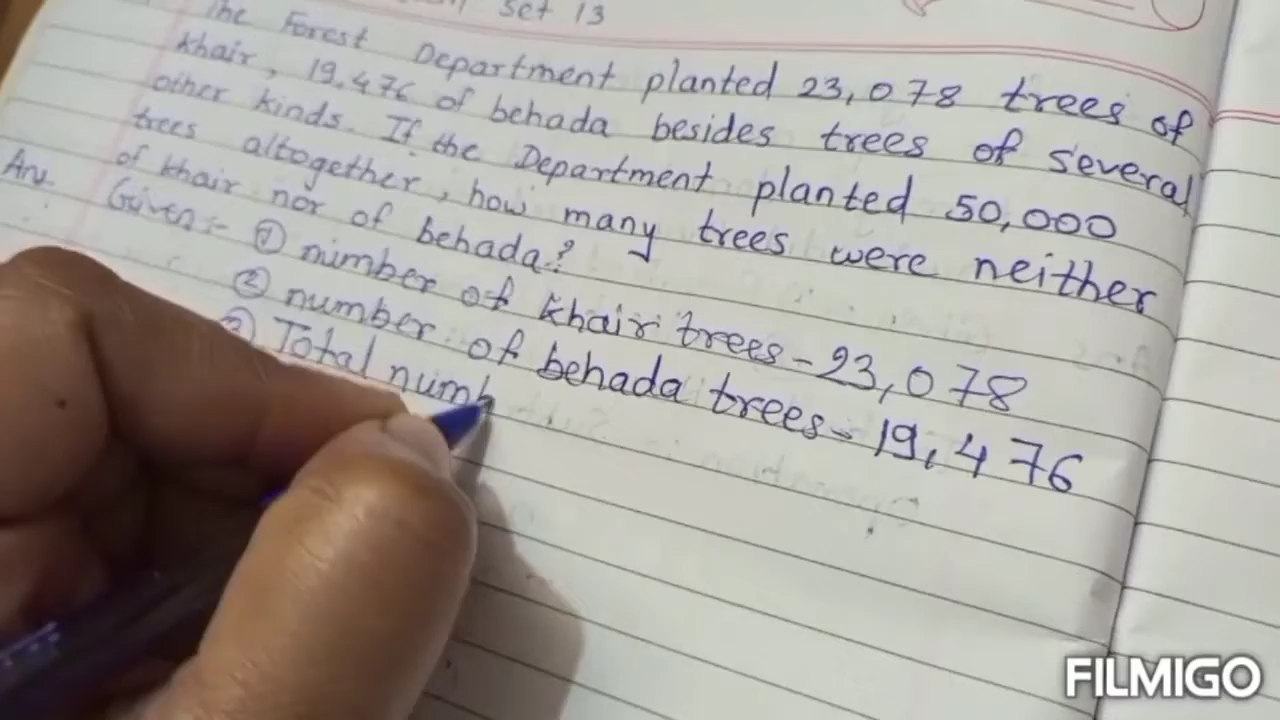 Set 13
The Forest Department planted 23,078 trees of
khair, 19,476 of behada besides trees of several
other kinds. If the Department planted 50,000
trees altogether, how many trees were neither
of khair nor of behada?
Ans. Given:- ① number of khair trees - 23,078
② number of behada trees - 19,476
③ Total numb
FILMIGO